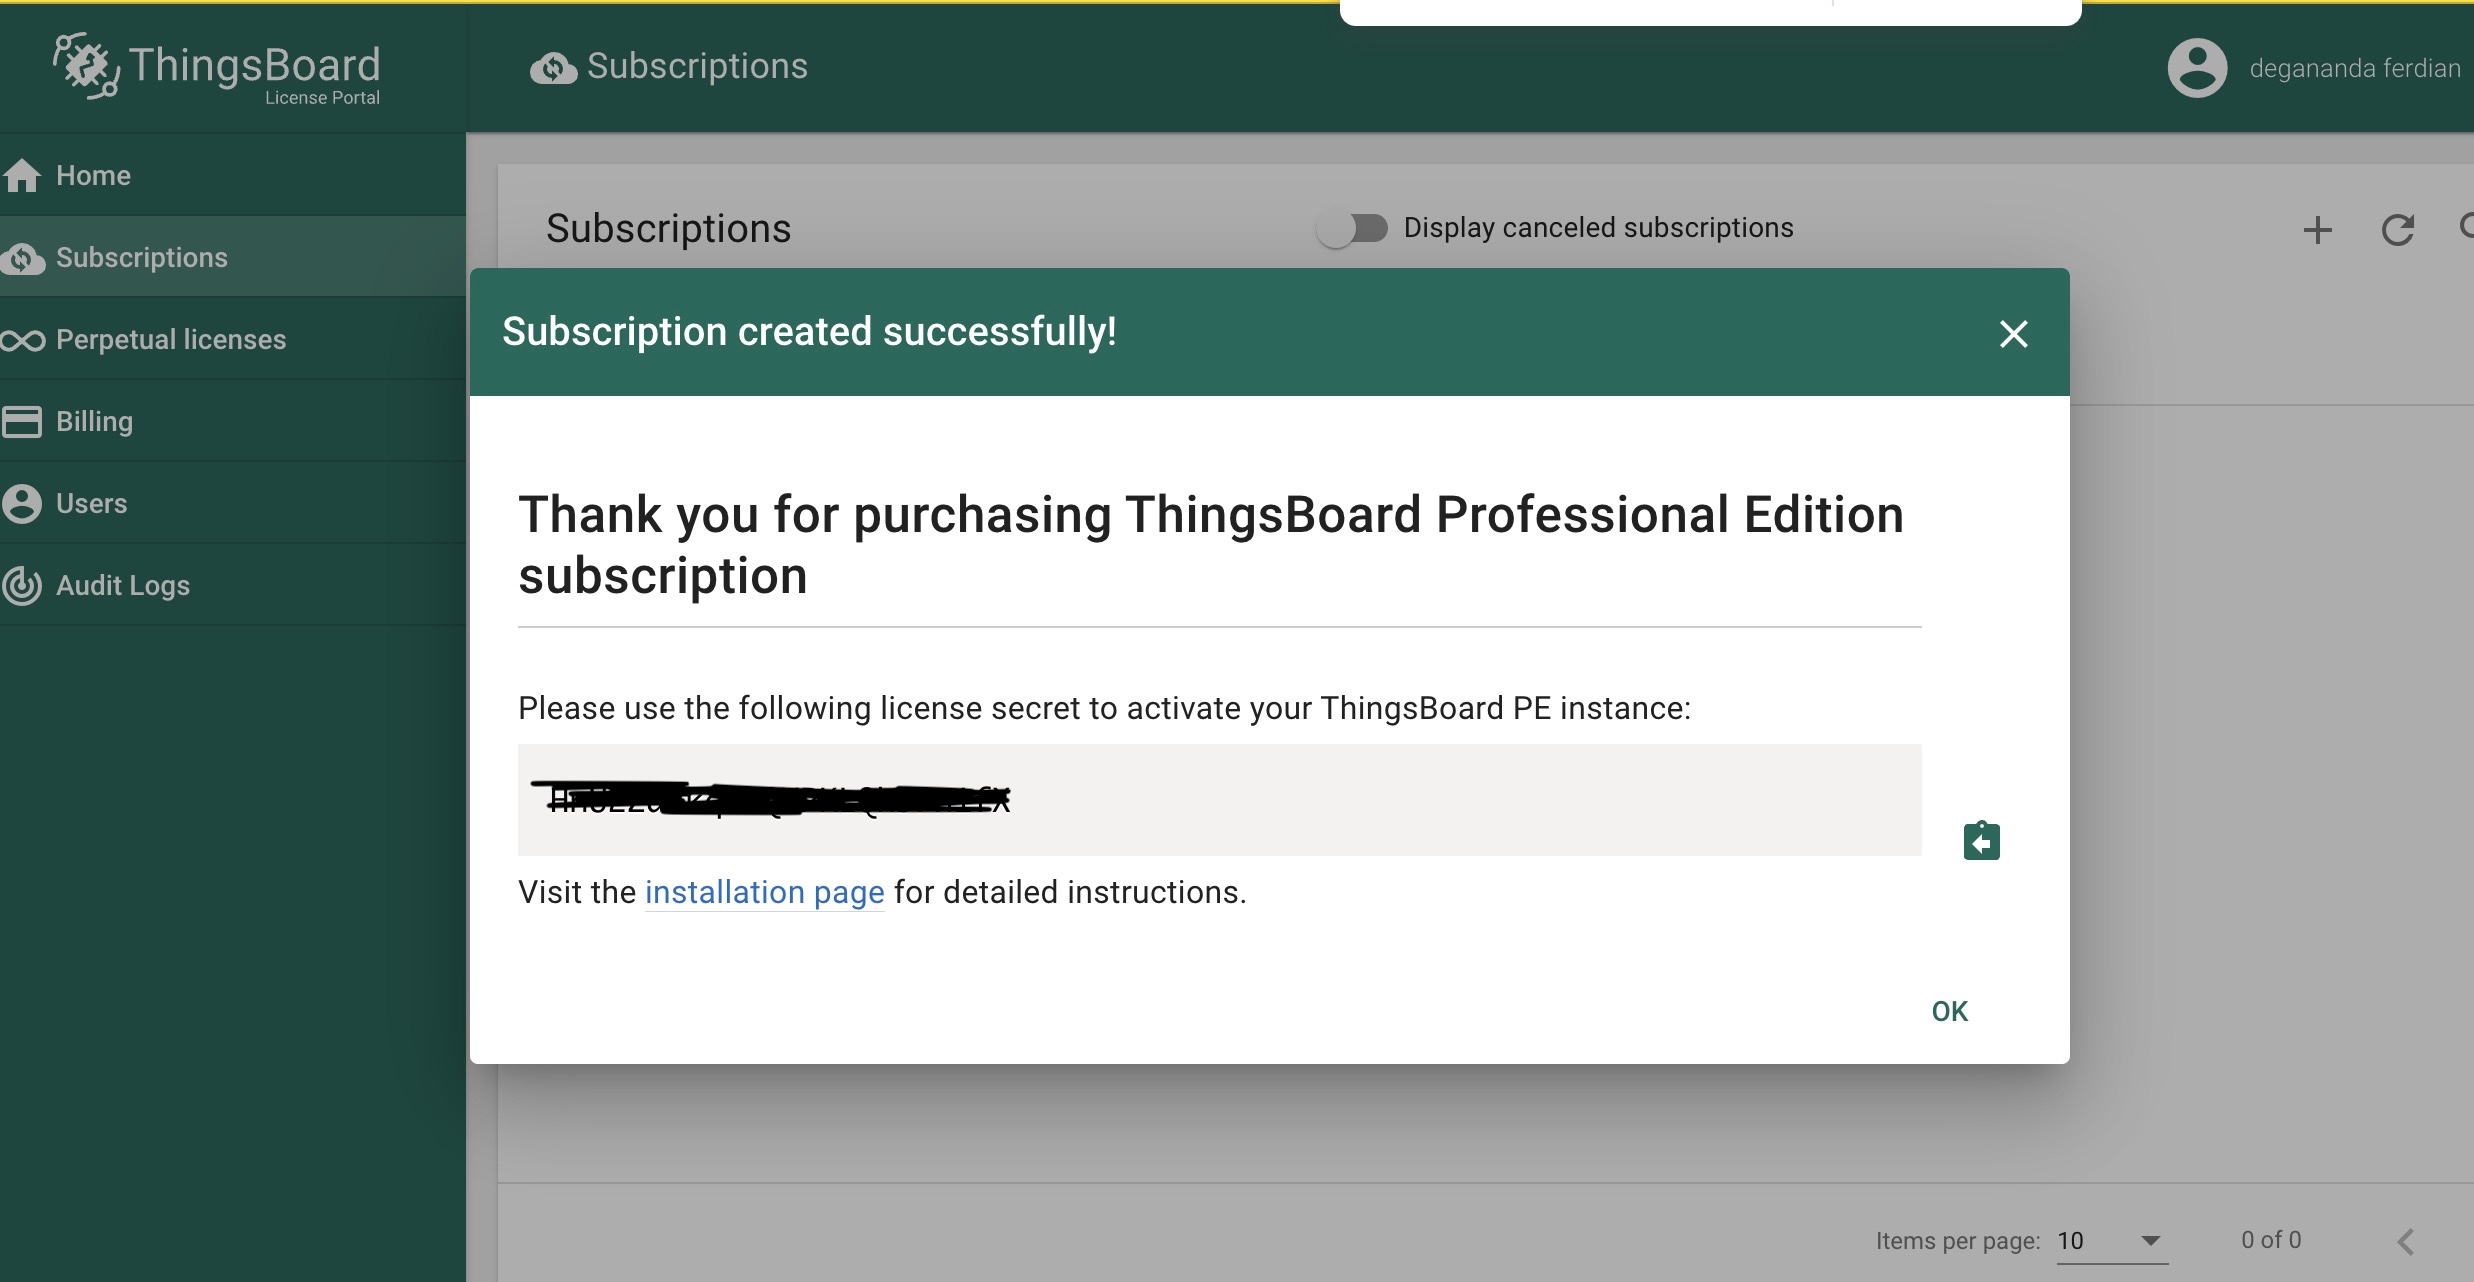 ThingsBoard
License Portal
Subscriptions
degananda ferdian
Home
Subscriptions
Perpetual licenses
Billing
Users
Audit Logs
Subscriptions
Display canceled subscriptions
Subscription created successfully!
Thank you for purchasing ThingsBoard Professional Edition
subscription
Please use the following license secret to activate your ThingsBoard PE instance:
Visit the installation page for detailed instructions.
OK
Items per page: 10
0 of 0